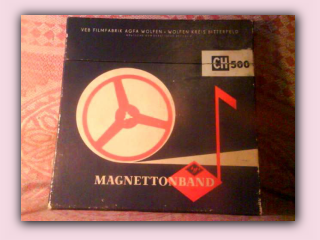 VEB FILMFABRIK AGFA WOLFEN · WOLFEN KREIS BITTERFELD
CH 500
MAGNETTONBAND